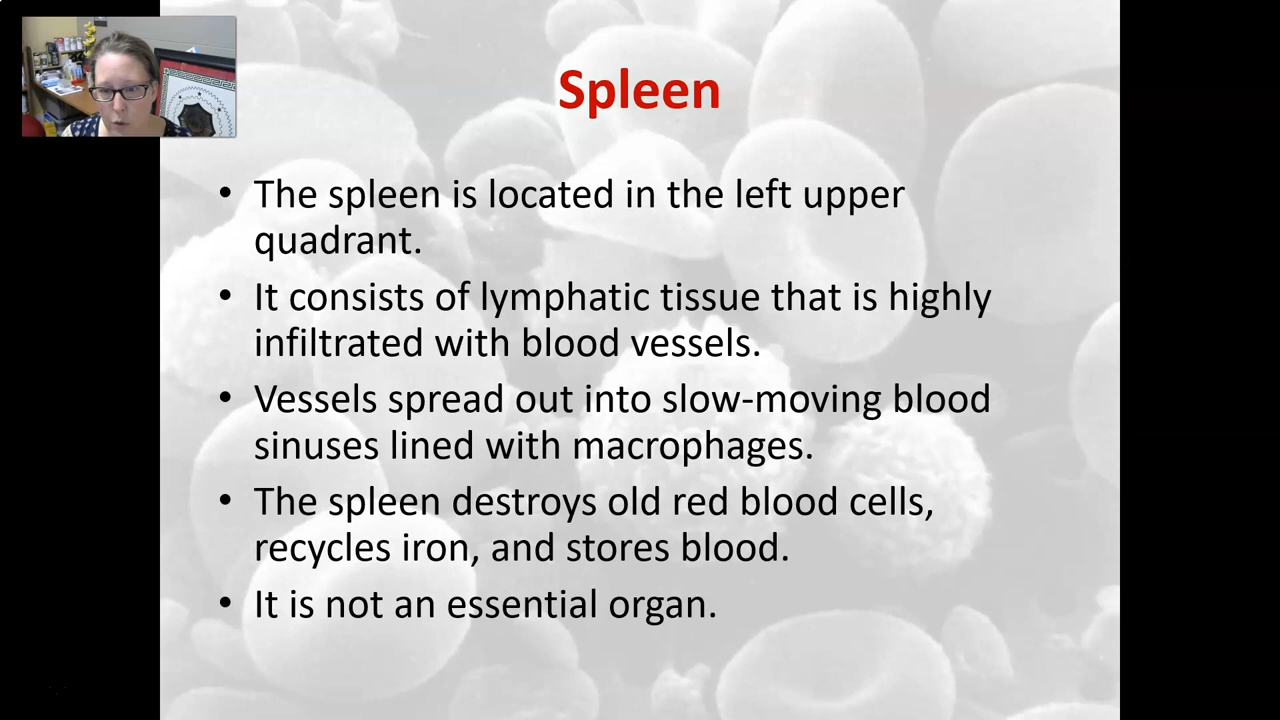 Spleen
• The spleen is located in the left upper
quadrant.
• It consists of lymphatic tissue that is highly
infiltrated with blood vessels.
• Vessels spread out into slow-moving blood
sinuses lined with macrophages.
• The spleen destroys old red blood cells,
recycles iron, and stores blood.
• It is not an essential organ.